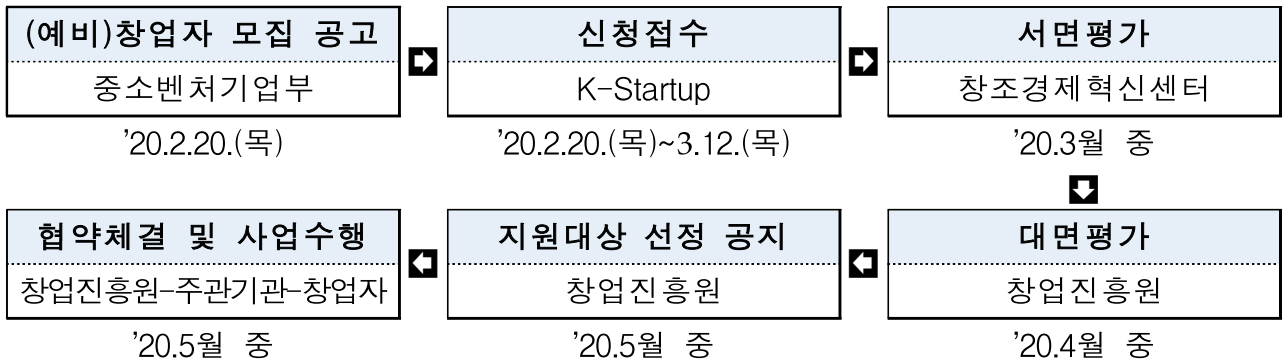 (예비)창업자 모집 공고
중소벤처기업부
’20.2.20.(목)
신청접수
K-Startup
’20.2.20.(목)~3.12.(목)
서면평가
창조경제혁신센터
’20.3월 중
대면평가
창업진흥원
’20.4월 중
지원대상 선정 공지
창업진흥원
’20.5월 중
협약체결 및 사업수행
창업진흥원-주관기관-창업자
’20.5월 중